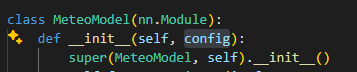 class MeteoModel(nn.Module):
def __init__(self, config):
super(MeteoModel, self).__init__()